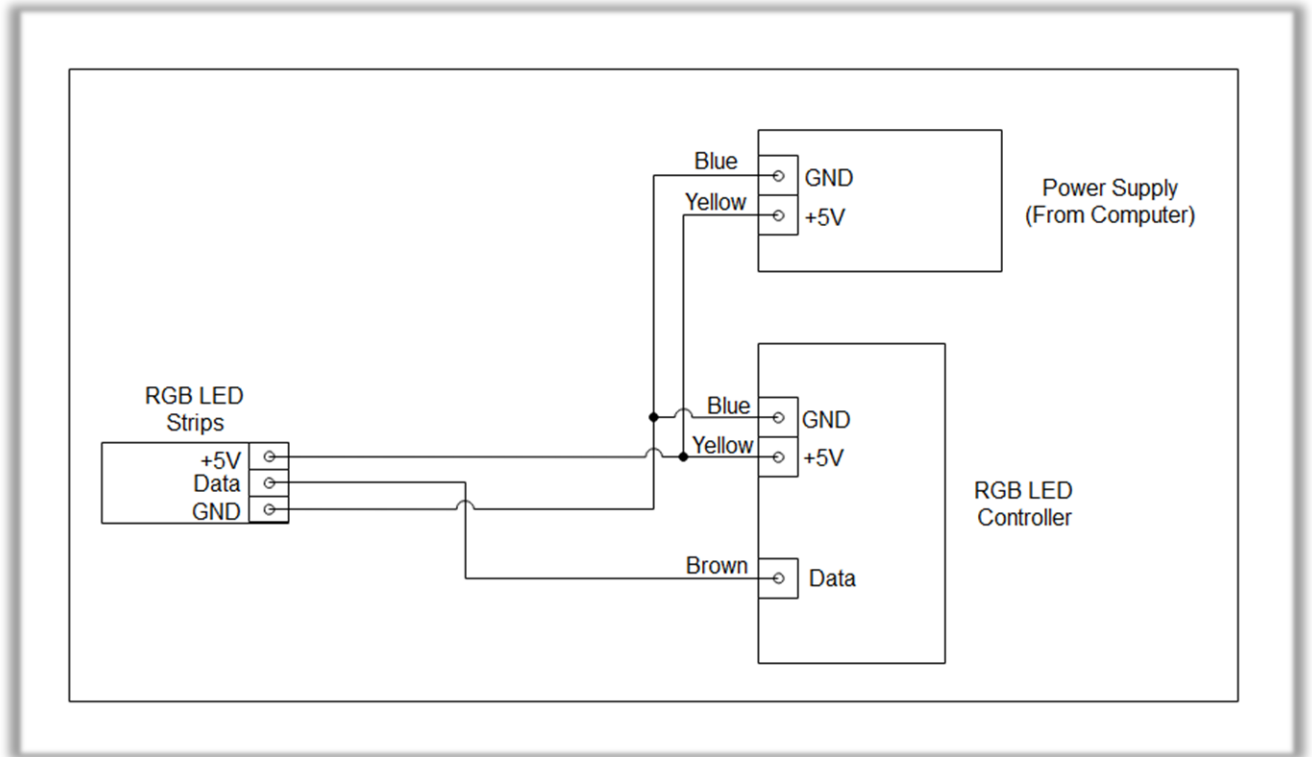 Blue
GND
Yellow
+5V
Power Supply
(From Computer)
RGB LED
Strips
+5V
Data
GND
Blue
GND
Yellow
+5V
RGB LED
Controller
Brown
Data